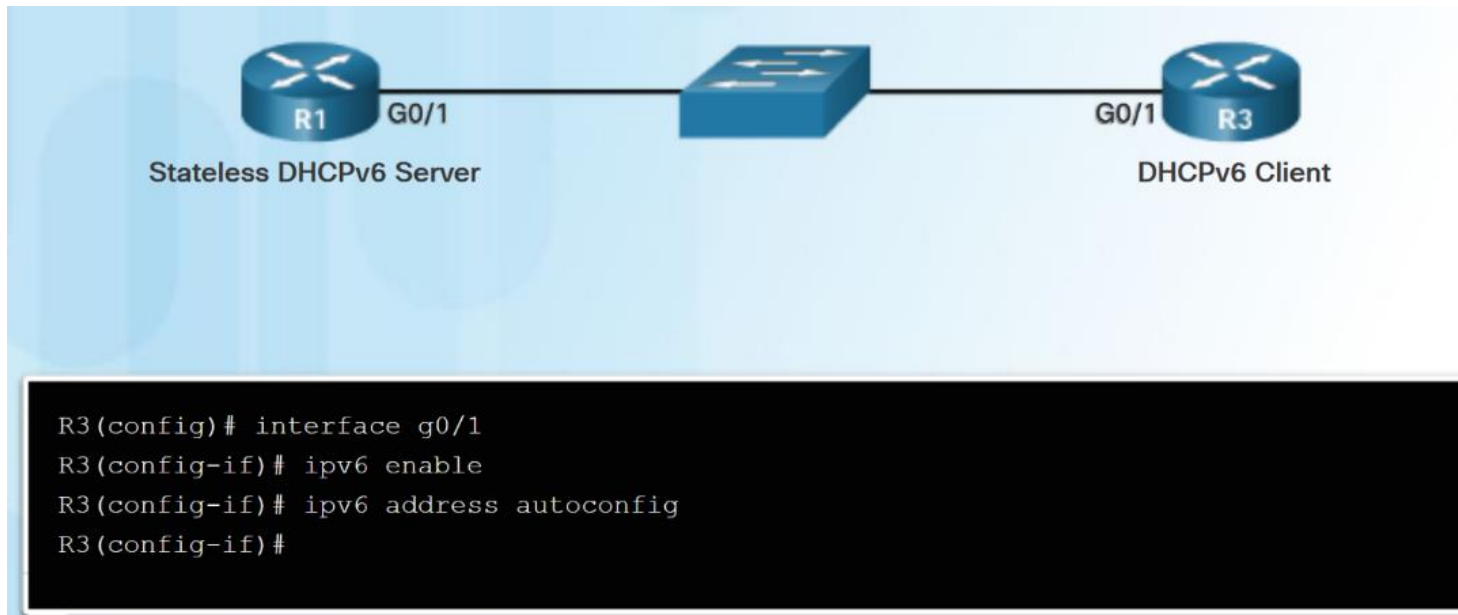 R1
G0/1
G0/1
R3
Stateless DHCPv6 Server
DHCPv6 Client
R3(config)# interface g0/1
R3(config-if)# ipv6 enable
R3(config-if)# ipv6 address autoconfig
R3(config-if)#